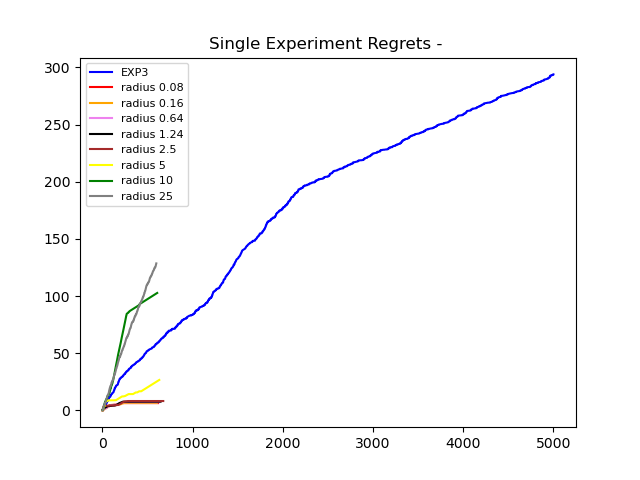 Single Experiment Regrets -
EXP3
radius 0.08
radius 0.16
radius 0.64
radius 1.24
radius 2.5
radius 5
radius 10
radius 25
300
250
200
150
100
50
0
0 1000 2000 3000 4000 5000